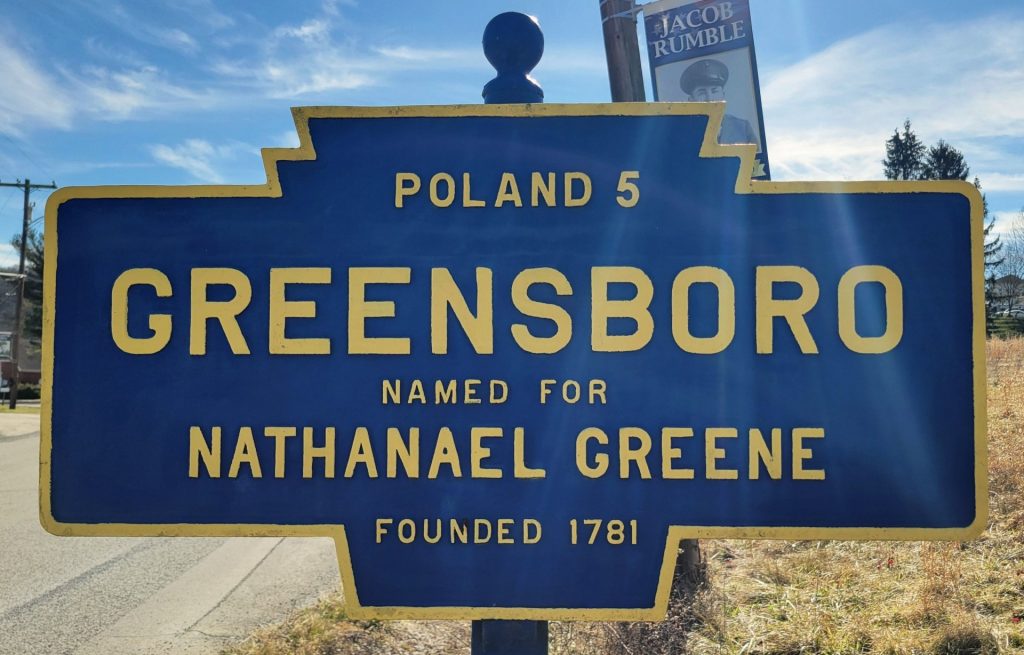 JACOB
RUMBLE
POLAND 5
GREENSBORO
NAMED FOR
NATHANAEL GREENE
FOUNDED 1781